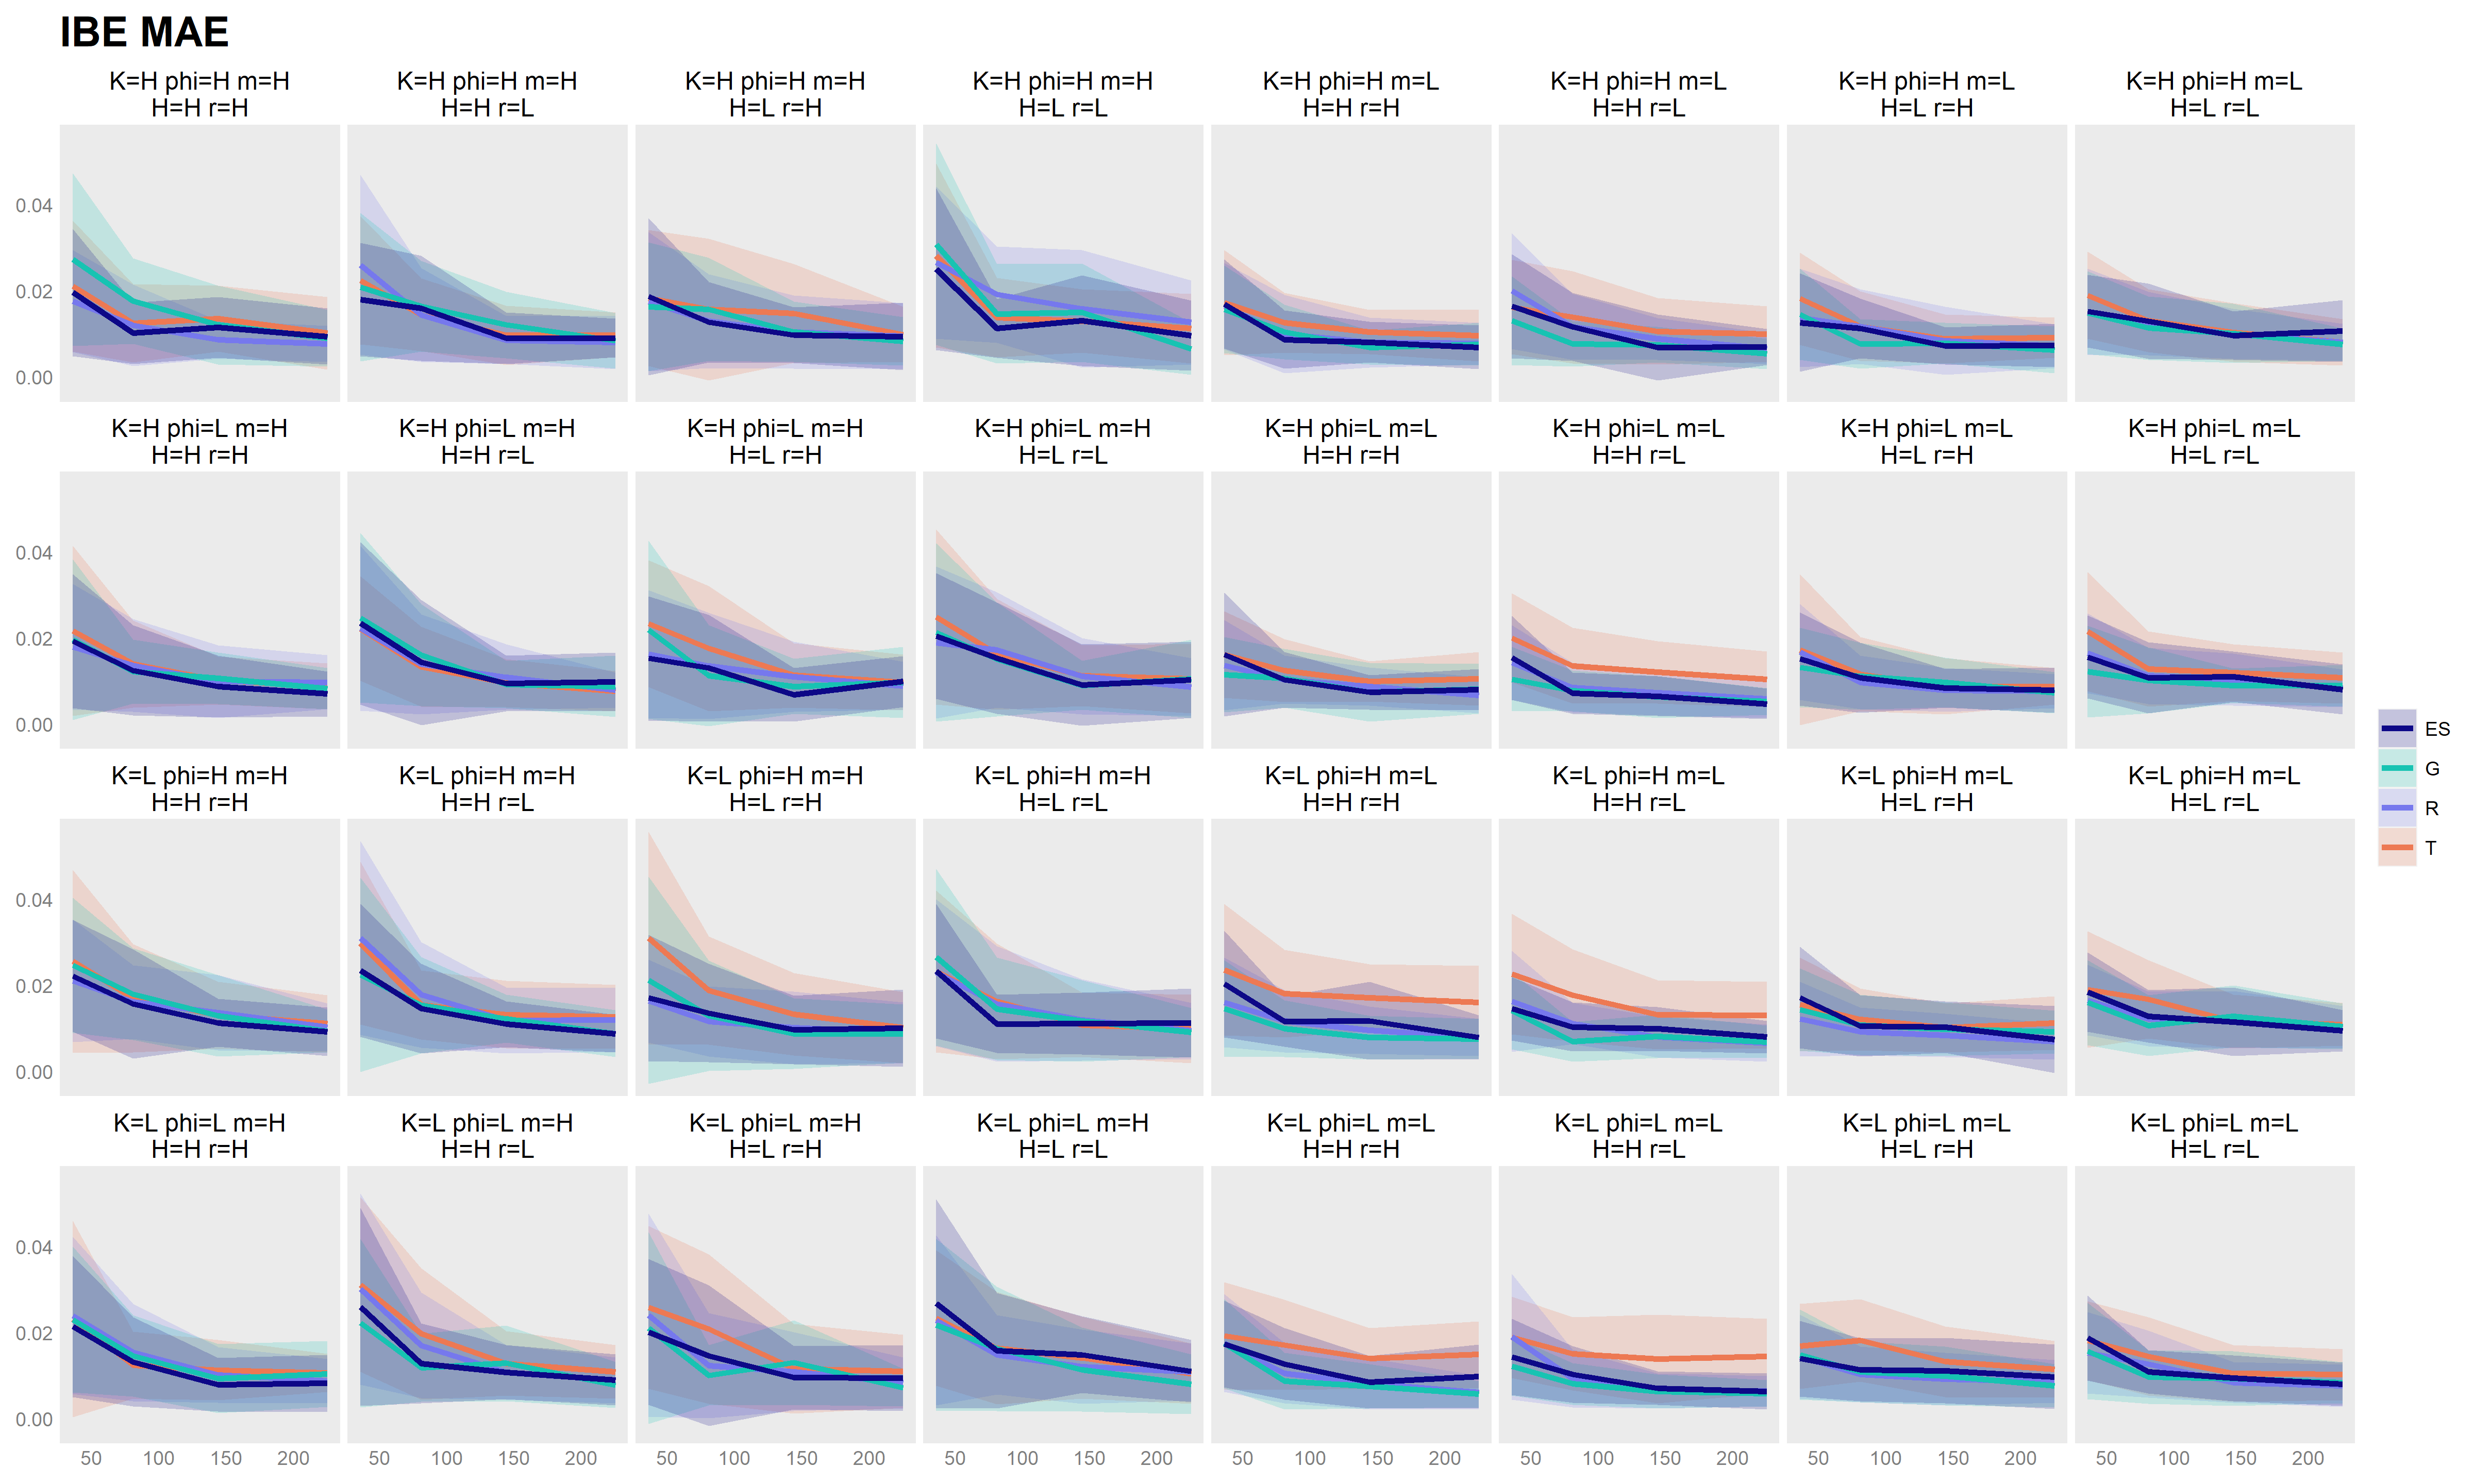 IBE MAE
K=H phi=H m=H
H=H r=H
K=H phi=H m=H
H=H r=L
K=H phi=H m=H
H=L r=H
K=H phi=H m=H
H=L r=L
K=H phi=H m=L
H=H r=H
K=H phi=H m=L
H=H r=L
K=H phi=H m=L
H=L r=H
K=H phi=H m=L
H=L r=L
0.04
0.02
0.00
K=H phi=L m=H
H=H r=H
K=H phi=L m=H
H=H r=L
K=H phi=L m=H
H=L r=H
K=H phi=L m=H
H=L r=L
K=H phi=L m=L
H=H r=H
K=H phi=L m=L
H=H r=L
K=H phi=L m=L
H=L r=H
K=H phi=L m=L
H=L r=L
0.04
0.02
0.00
K=L phi=H m=H
H=H r=H
K=L phi=H m=H
H=H r=L
K=L phi=H m=H
H=L r=H
K=L phi=H m=H
H=L r=L
K=L phi=H m=L
H=H r=H
K=L phi=H m=L
H=H r=L
K=L phi=H m=L
H=L r=H
K=L phi=H m=L
H=L r=L
0.04
0.02
0.00
K=L phi=L m=H
H=H r=H
K=L phi=L m=H
H=H r=L
K=L phi=L m=H
H=L r=H
K=L phi=L m=H
H=L r=L
K=L phi=L m=L
H=H r=H
K=L phi=L m=L
H=H r=L
K=L phi=L m=L
H=L r=H
K=L phi=L m=L
H=L r=L
0.04
0.02
0.00
50 100 150 200
50 100 150 200
50 100 150 200
50 100 150 200
50 100 150 200
50 100 150 200
50 100 150 200
50 100 150 200
ES
G
R
T